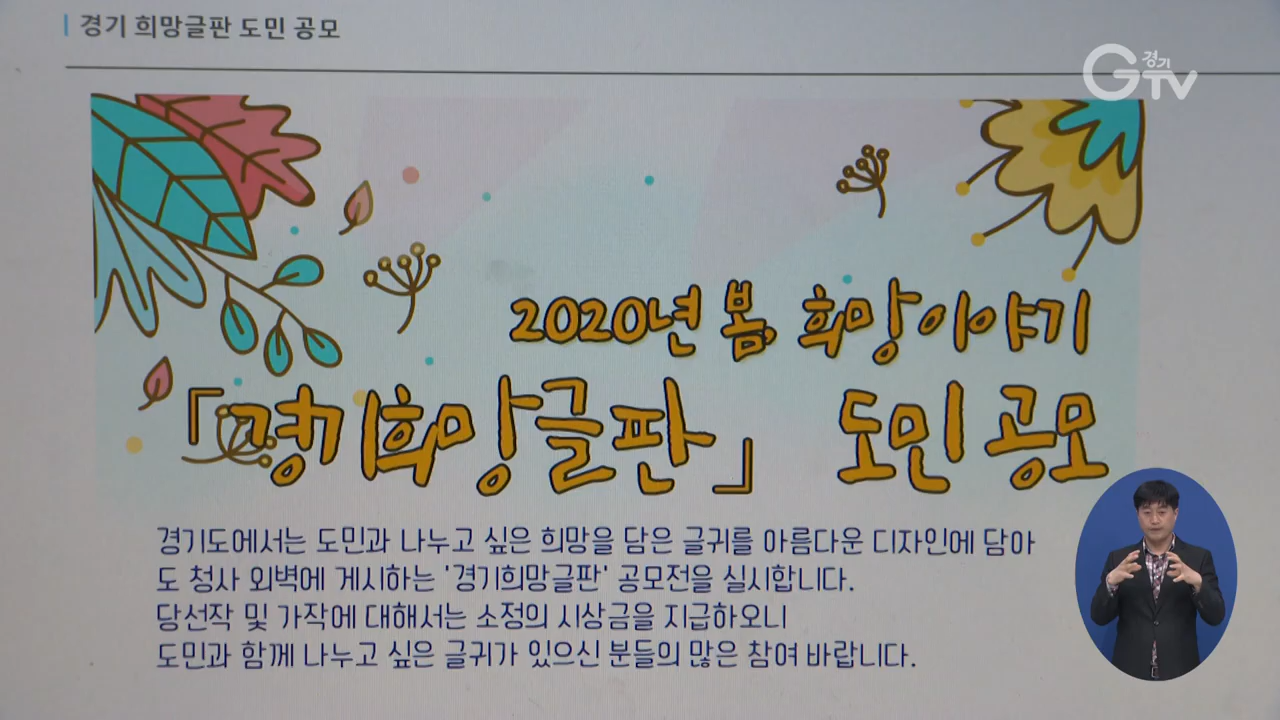 경기 희망글판 도민 공모
G경기TV
2020년 봄, 희망이야기
「경기희망글판」 도민 공모
경기도에서는 도민과 나누고 싶은 희망을 담은 글귀를 아름다운 디자인에 담아
도 청사 외벽에 게시하는 '경기희망글판' 공모전을 실시합니다.
당선작 및 가작에 대해서는 소정의 시상금을 지급하오니
도민과 함께 나누고 싶은 글귀가 있으신 분들의 많은 참여 바랍니다.